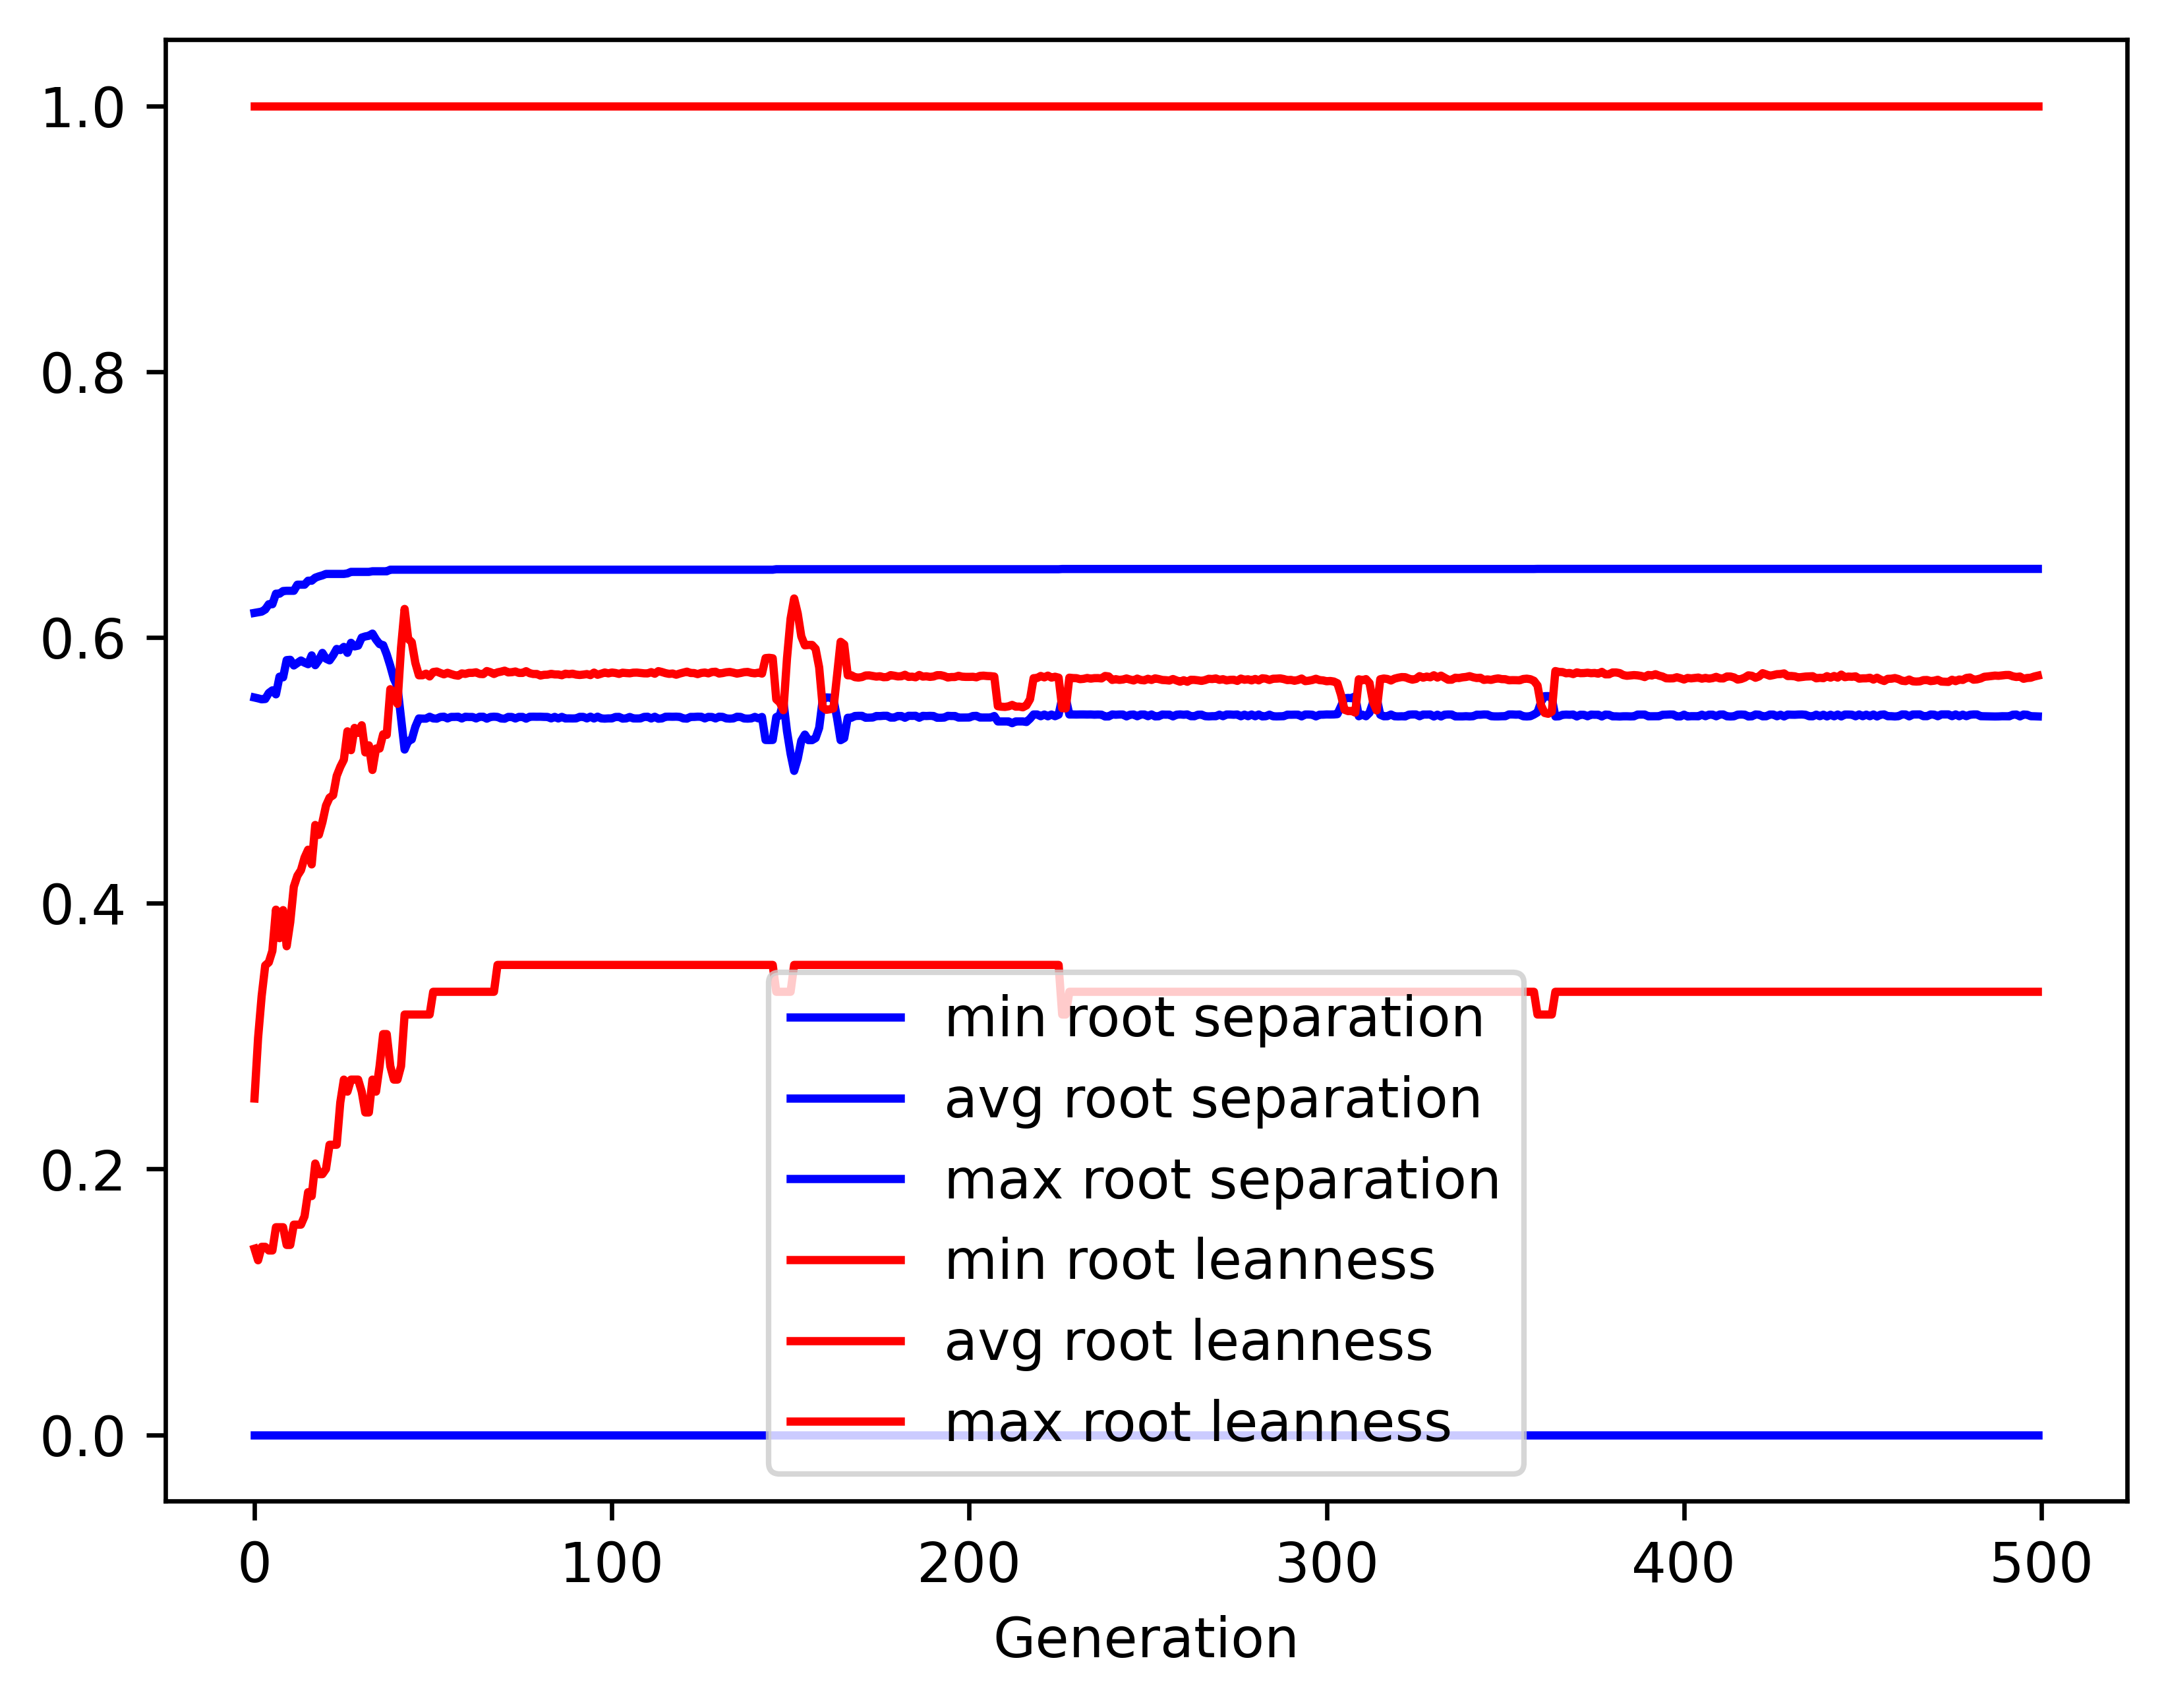 1.0
0.8
0.6
0.4
0.2
0.0
min root separation
avg root separation
max root separation
min root leanness
avg root leanness
max root leanness
0 100 200 300 400 500
Generation